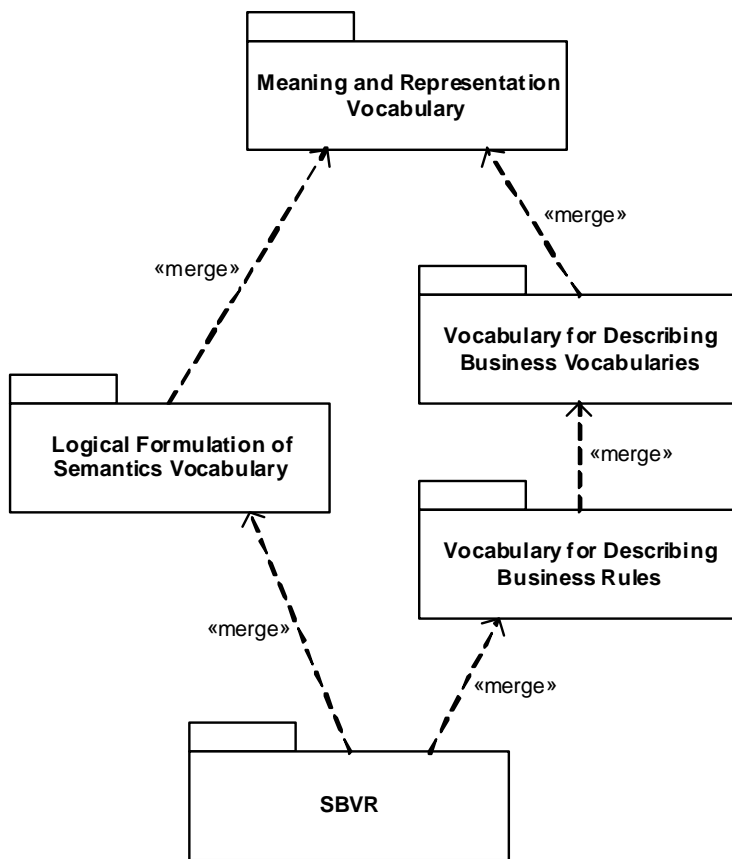 Meaning and Representation
Vocabulary
«merge»
«merge»
Vocabulary for Describing
Business Vocabularies
Logical Formulation of
Semantics Vocabulary
«merge»
Vocabulary for Describing
Business Rules
«merge»
«merge»
SBVR